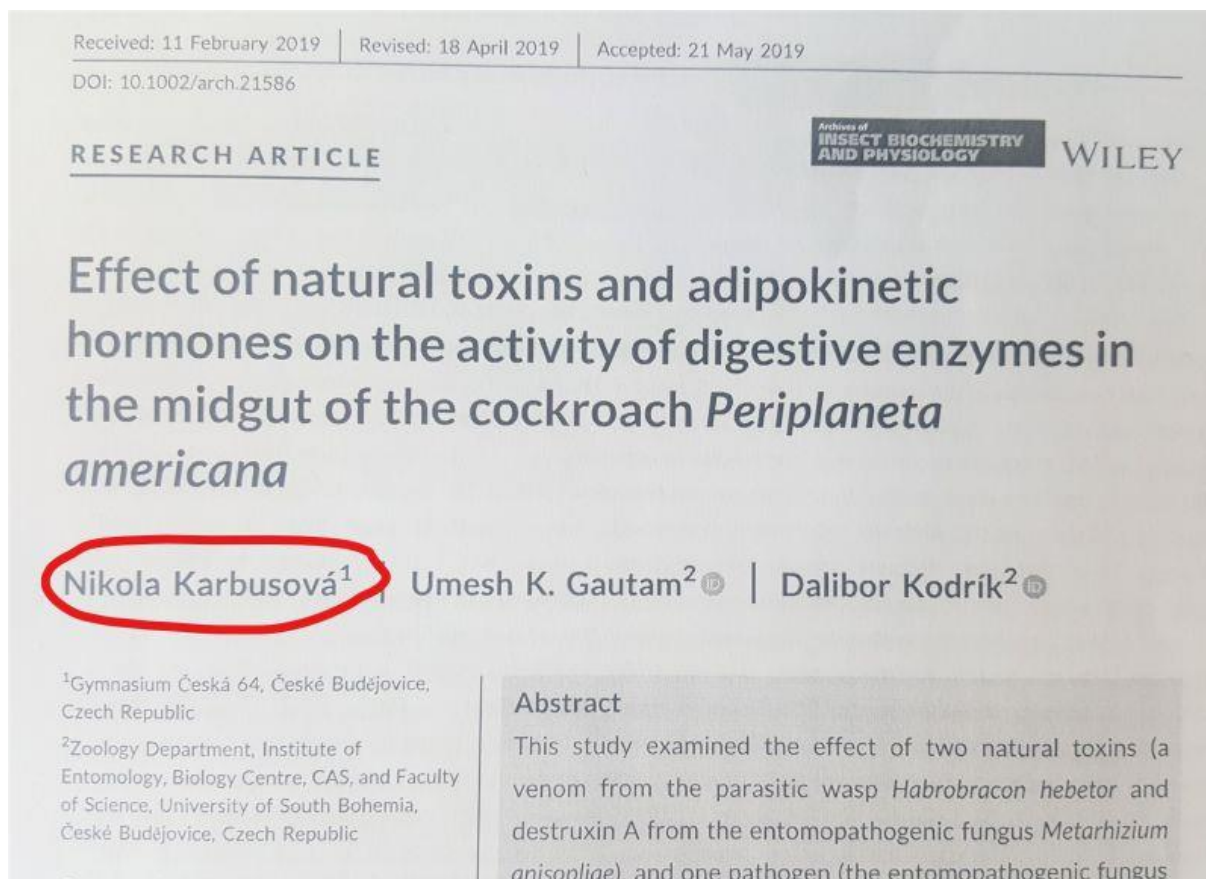 Received: 11 February 2019 | Revised: 18 April 2019 | Accepted: 21 May 2019
DOI: 10.1002/arch.21586
RESEARCH ARTICLE
Archives of
INSECT BIOCHEMISTRY
AND PHYSIOLOGY
WILEY
Effect of natural toxins and adipokinetic
hormones on the activity of digestive enzymes in
the midgut of the cockroach Periplaneta
americana
Nikola Karbusová¹ | Umesh K. Gautam² iD | Dalibor Kodrík² iD
¹Gymnasium Česká 64, České Budějovice,
Czech Republic
²Zoology Department, Institute of
Entomology, Biology Centre, CAS, and Faculty
of Science, University of South Bohemia,
České Budějovice, Czech Republic
Abstract
This study examined the effect of two natural toxins (a
venom from the parasitic wasp Habrobracon hebetor and
destruxin A from the entomopathogenic fungus Metarhizium
anisopliae), and one pathogen (the entomopathogenic fungus